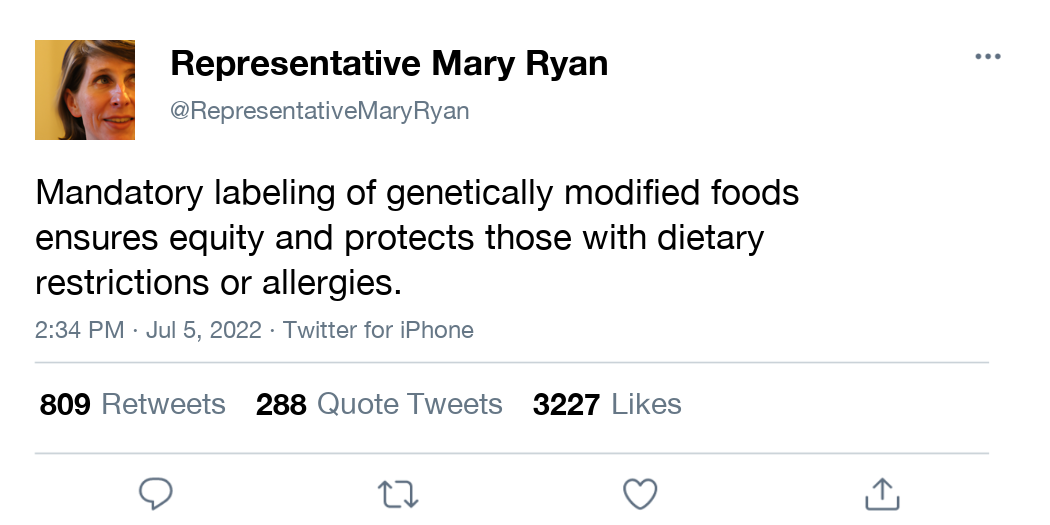 Representative Mary Ryan
@RepresentativeMaryRyan
Mandatory labeling of genetically modified foods
ensures equity and protects those with dietary
restrictions or allergies.
2:34 PM · Jul 5, 2022 · Twitter for iPhone
809 Retweets 288 Quote Tweets 3227 Likes